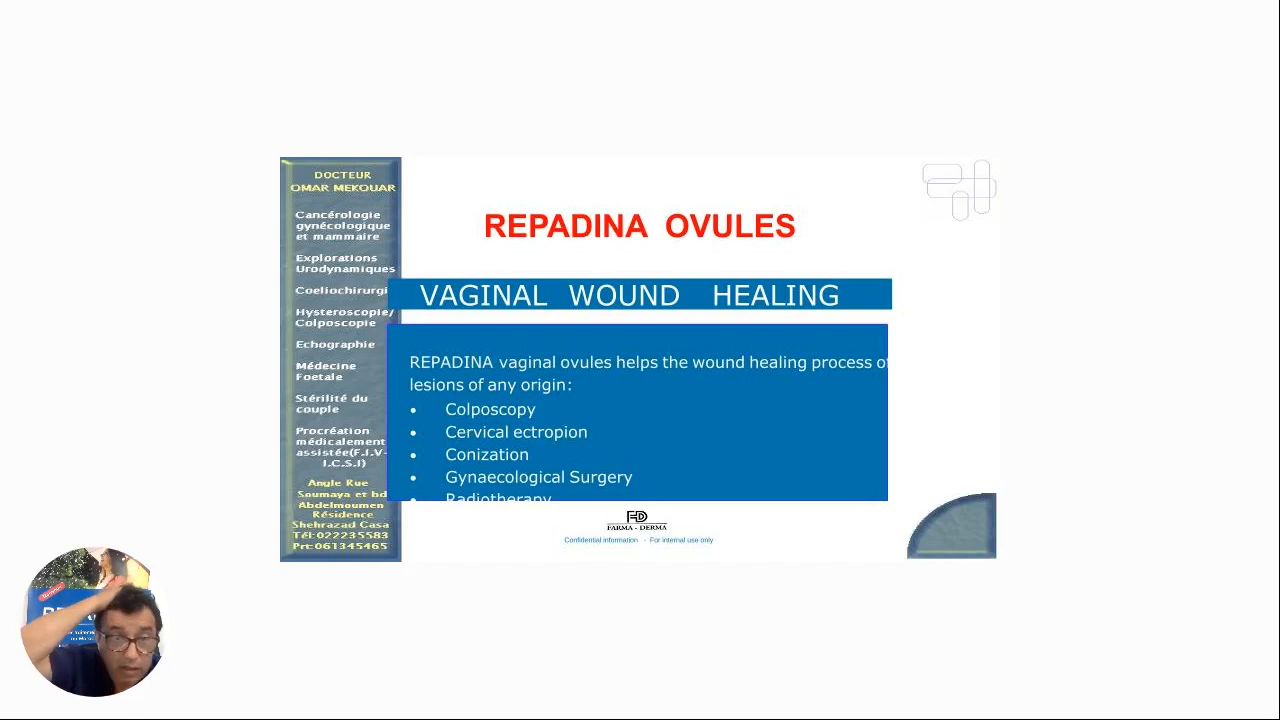 DOCTEUR
OMAR MEKOUAR
Cancérologie
gynécologique
et mammaire
Explorations
Urodynamiques
Coeliochirurgi
Hysteroscopie/
Colposcopie
Echographie
Médecine
Foetale
Stérilité du
couple
Procréation
médicalement
assistée(F.I.V-
I.C.S.I)
Angle Rue
Soumaya et bd
Abdelmoumen
Résidence
Shehrazad Casa
Tél:022235583
Prt:061345465
REPADINA OVULES
VAGINAL WOUND HEALING
REPADINA vaginal ovules helps the wound healing process of
lesions of any origin:
• Colposcopy
• Cervical ectropion
• Conization
• Gynaecological Surgery
• Radiotherapy
FD
FARMA - DERMA
Confidential information - For internal use only